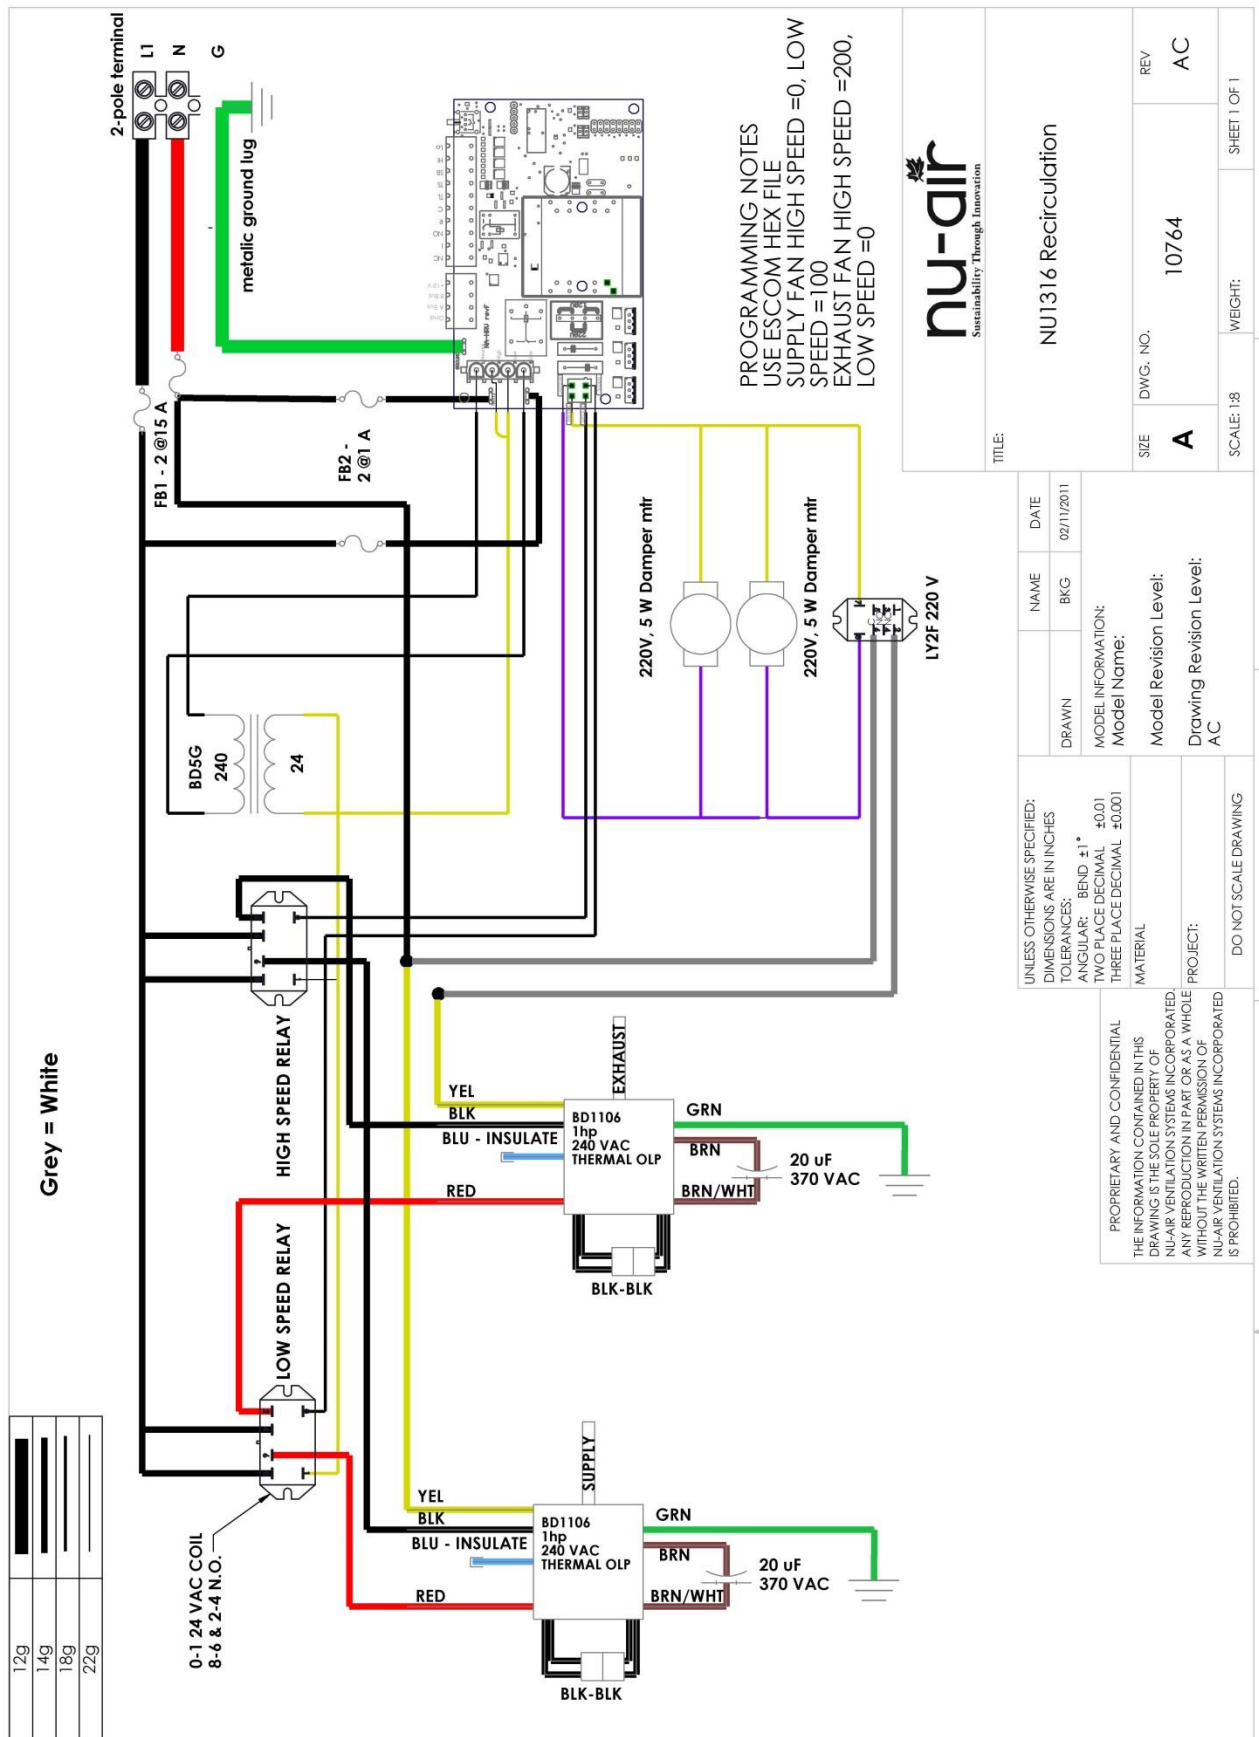 12g
14g
18g
22g
Grey = White
2-pole terminal
L1
N
G
metalic ground lug
FB1 - 2 @15 A
FB2 -
2 @1 A
BD5G
240
24
HIGH SPEED RELAY
LOW SPEED RELAY
0-1 24 VAC COIL
8-6 & 2-4 N.O.
220V, 5 W Damper mtr
220V, 5 W Damper mtr
LY2F 220 V
YEL
BLK
BLU - INSULATE
RED
BD1106
1hp
240 VAC
THERMAL OLP
EXHAUST
GRN
BRN
BRN/WHT
20 uF
370 VAC
BLK-BLK
YEL
BLK
BLU - INSULATE
RED
BD1106
1hp
240 VAC
THERMAL OLP
SUPPLY
GRN
BRN
BRN/WHT
20 uF
370 VAC
BLK-BLK
PROGRAMMING NOTES
USE ESCOM HEX FILE
SUPPLY FAN HIGH SPEED =0, LOW
SPEED =100
EXHAUST FAN HIGH SPEED =200,
LOW SPEED =0
PROPRIETARY AND CONFIDENTIAL
THE INFORMATION CONTAINED IN THIS
DRAWING IS THE SOLE PROPERTY OF
NU-AIR VENTILATION SYSTEMS INCORPORATED.
ANY REPRODUCTION IN PART OR AS A WHOLE
WITHOUT THE WRITTEN PERMISSION OF
NU-AIR VENTILATION SYSTEMS INCORPORATED
IS PROHIBITED.
UNLESS OTHERWISE SPECIFIED:
DIMENSIONS ARE IN INCHES
TOLERANCES:
ANGULAR: BEND ±1°
TWO PLACE DECIMAL ±0.01
THREE PLACE DECIMAL ±0.001
MATERIAL
PROJECT:
DO NOT SCALE DRAWING
NAME
DATE
DRAWN
BKG
02/11/2011
MODEL INFORMATION:
Model Name:
Model Revision Level:
Drawing Revision Level:
AC
nu-air
Sustainability Through Innovation
TITLE:
NU1316 Recirculation
SIZE
A
DWG. NO.
10764
REV
AC
SCALE: 1:8
WEIGHT:
SHEET 1 OF 1